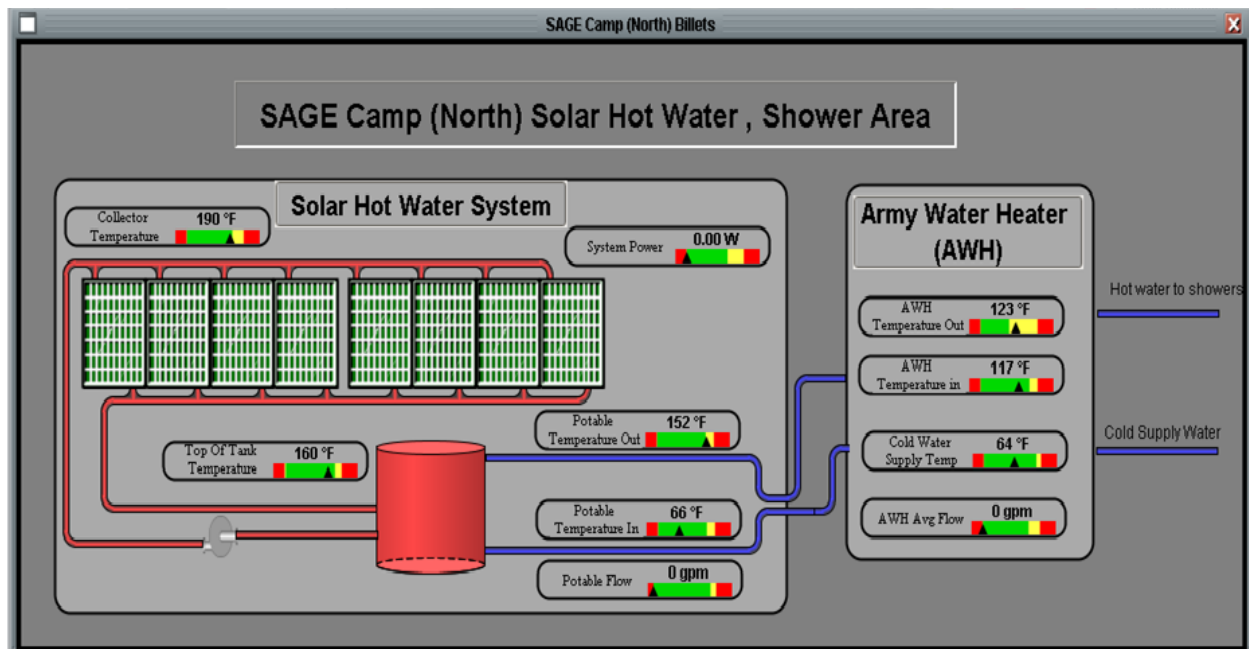 SAGE Camp (North) Billets
SAGE Camp (North) Solar Hot Water , Shower Area
Solar Hot Water System
Collector
Temperature
190 °F
System Power
0.00 W
Top Of Tank
Temperature
160 °F
Potable
Temperature Out
152 °F
Potable
Temperature In
66 °F
Potable Flow
0 gpm
Army Water Heater
(AWH)
AWH
Temperature Out
123 °F
AWH
Temperature in
117 °F
Cold Water
Supply Temp
64 °F
AWH Avg Flow
0 gpm
Hot water to showers
Cold Supply Water